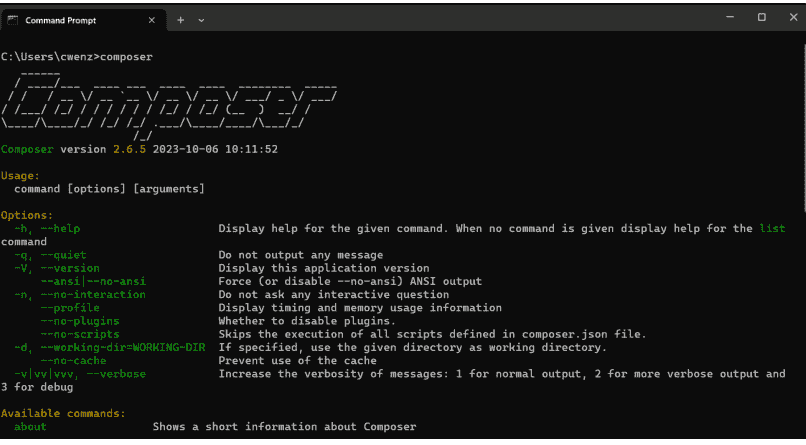 Command Prompt
C:\Users\cwenz>composer
Composer
Composer version 2.6.5 2023-10-06 10:11:52
Usage:
command [options] [arguments]
Options:
-h, --help Display help for the given command. When no command is given display help for the list
command
-q, --quiet Do not output any message
-V, --version Display this application version
--ansi|--no-ansi Force (or disable --no-ansi) ANSI output
-n, --no-interaction Do not ask any interactive question
--profile Display timing and memory usage information
--no-plugins Whether to disable plugins.
--no-scripts Skips the execution of all scripts defined in composer.json file.
-d, --working-dir=WORKING-DIR If specified, use the given directory as working directory.
--no-cache Prevent use of the cache
-v|vv|vvv, --verbose Increase the verbosity of messages: 1 for normal output, 2 for more verbose output and
3 for debug
Available commands:
about Shows a short information about Composer